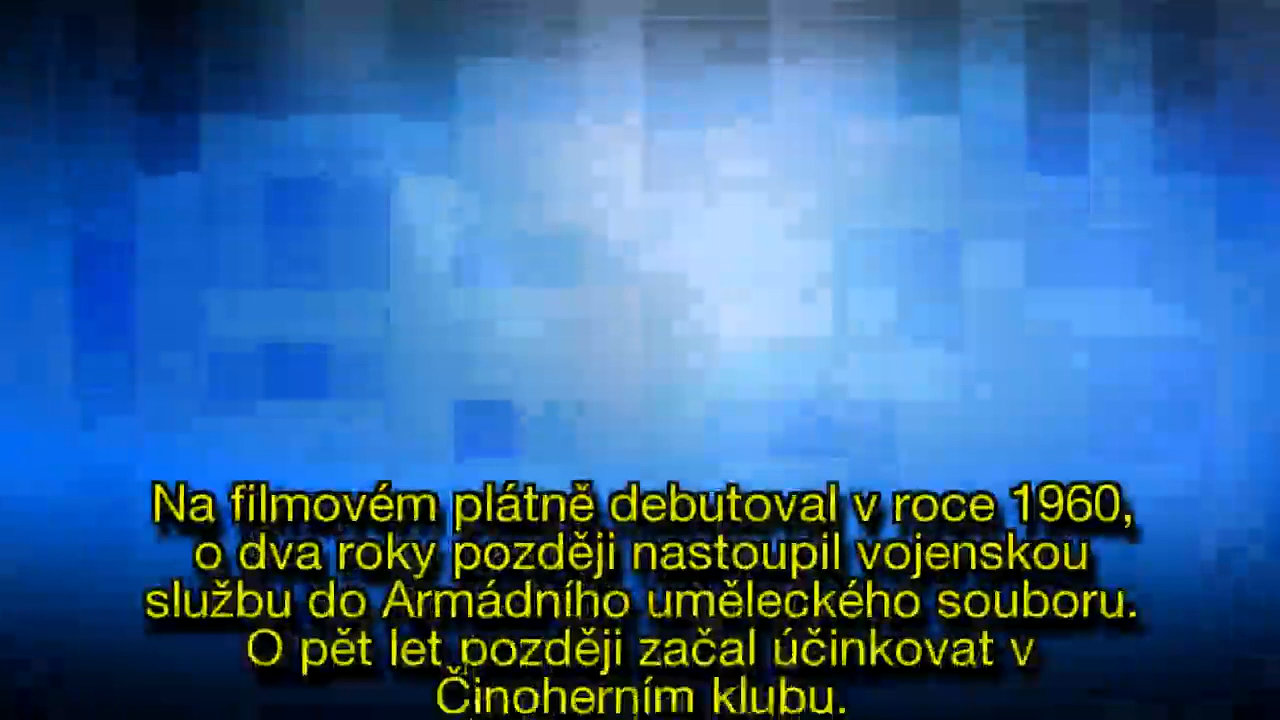 Na filmovém plátně debutoval v roce 1960,
o dva roky později nastoupil vojenskou
službu do Armádního uměleckého souboru.
O pět let později začal účinkovat v
Činoherním klubu.